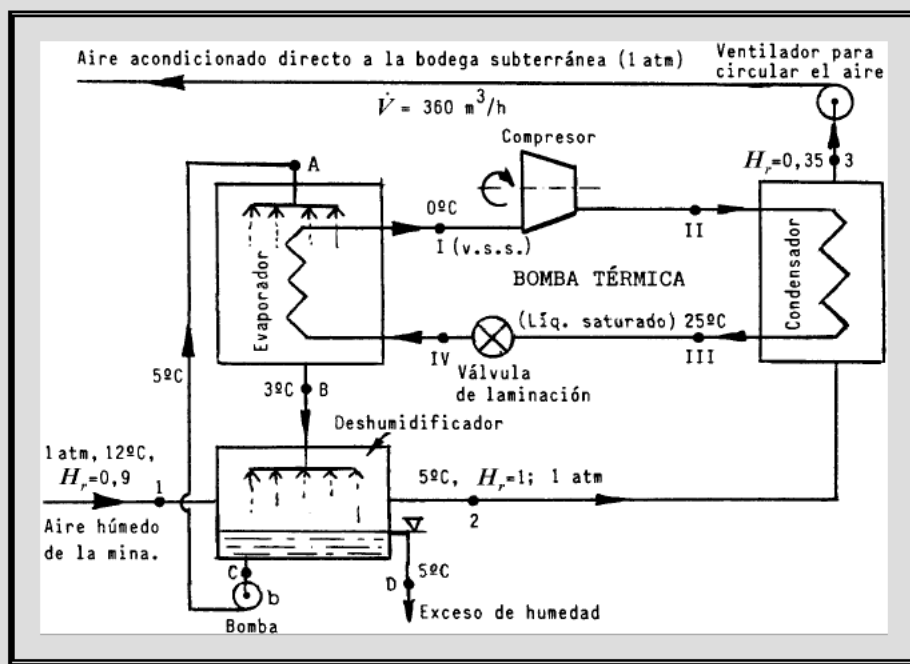 Aire acondicionado directo a la bodega subterránea (1 atm)
Ventilador para
circular el aire
V̇ = 360 m³/h
Compresor
A
Hᵣ=0,35
3
0ºC
I (v.s.s.)
II
Evaporador
BOMBA TÉRMICA
Condensador
(Líq. saturado) 25ºC
IV
III
Válvula
de laminación
5ºC
3ºC
B
Deshumidificador
1 atm, 12ºC,
Hᵣ=0,9
1
5ºC, Hᵣ=1; 1 atm
2
Aire húmedo
de la mina.
C
D
5ºC
b
Bomba
Exceso de humedad